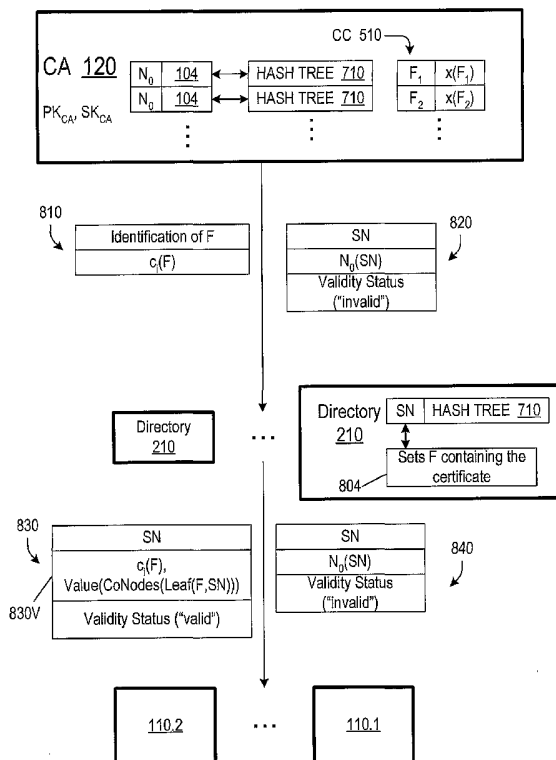 CC 510
CA 120
N0 104 HASH TREE 710 F1 x(F1)
N0 104 HASH TREE 710 F2 x(F2)
PKCA, SKCA
810
Identification of F
ci(F)
820
SN
N0(SN)
Validity Status
("invalid")
Directory
210
...
Directory
210
SN HASH TREE 710
Sets F containing the
certificate
804
830
SN
ci(F),
Value(CoNodes(Leaf(F,SN)))
Validity Status ("valid")
830V
SN
N0(SN)
Validity Status
("invalid")
840
110.2
...
110.1